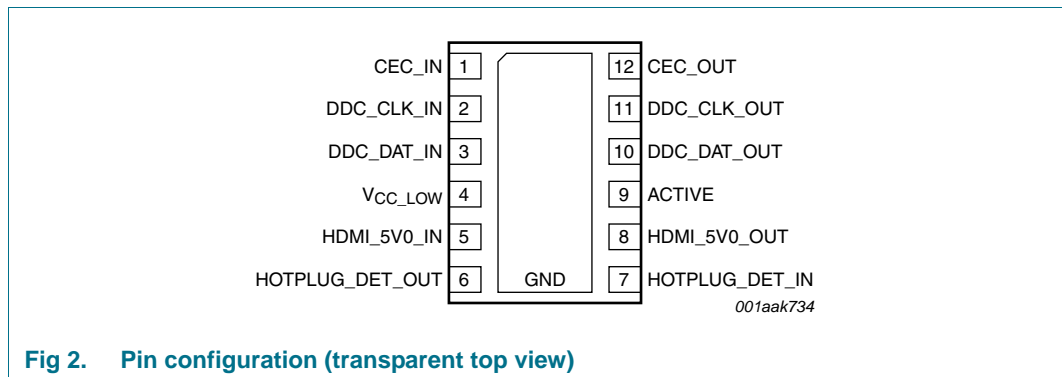 CEC_IN 1 12 CEC_OUT
DDC_CLK_IN 2 11 DDC_CLK_OUT
DDC_DAT_IN 3 10 DDC_DAT_OUT
VCC_LOW 4 9 ACTIVE
HDMI_5V0_IN 5 8 HDMI_5V0_OUT
HOTPLUG_DET_OUT 6 GND 7 HOTPLUG_DET_IN
001aak734
Fig 2. Pin configuration (transparent top view)